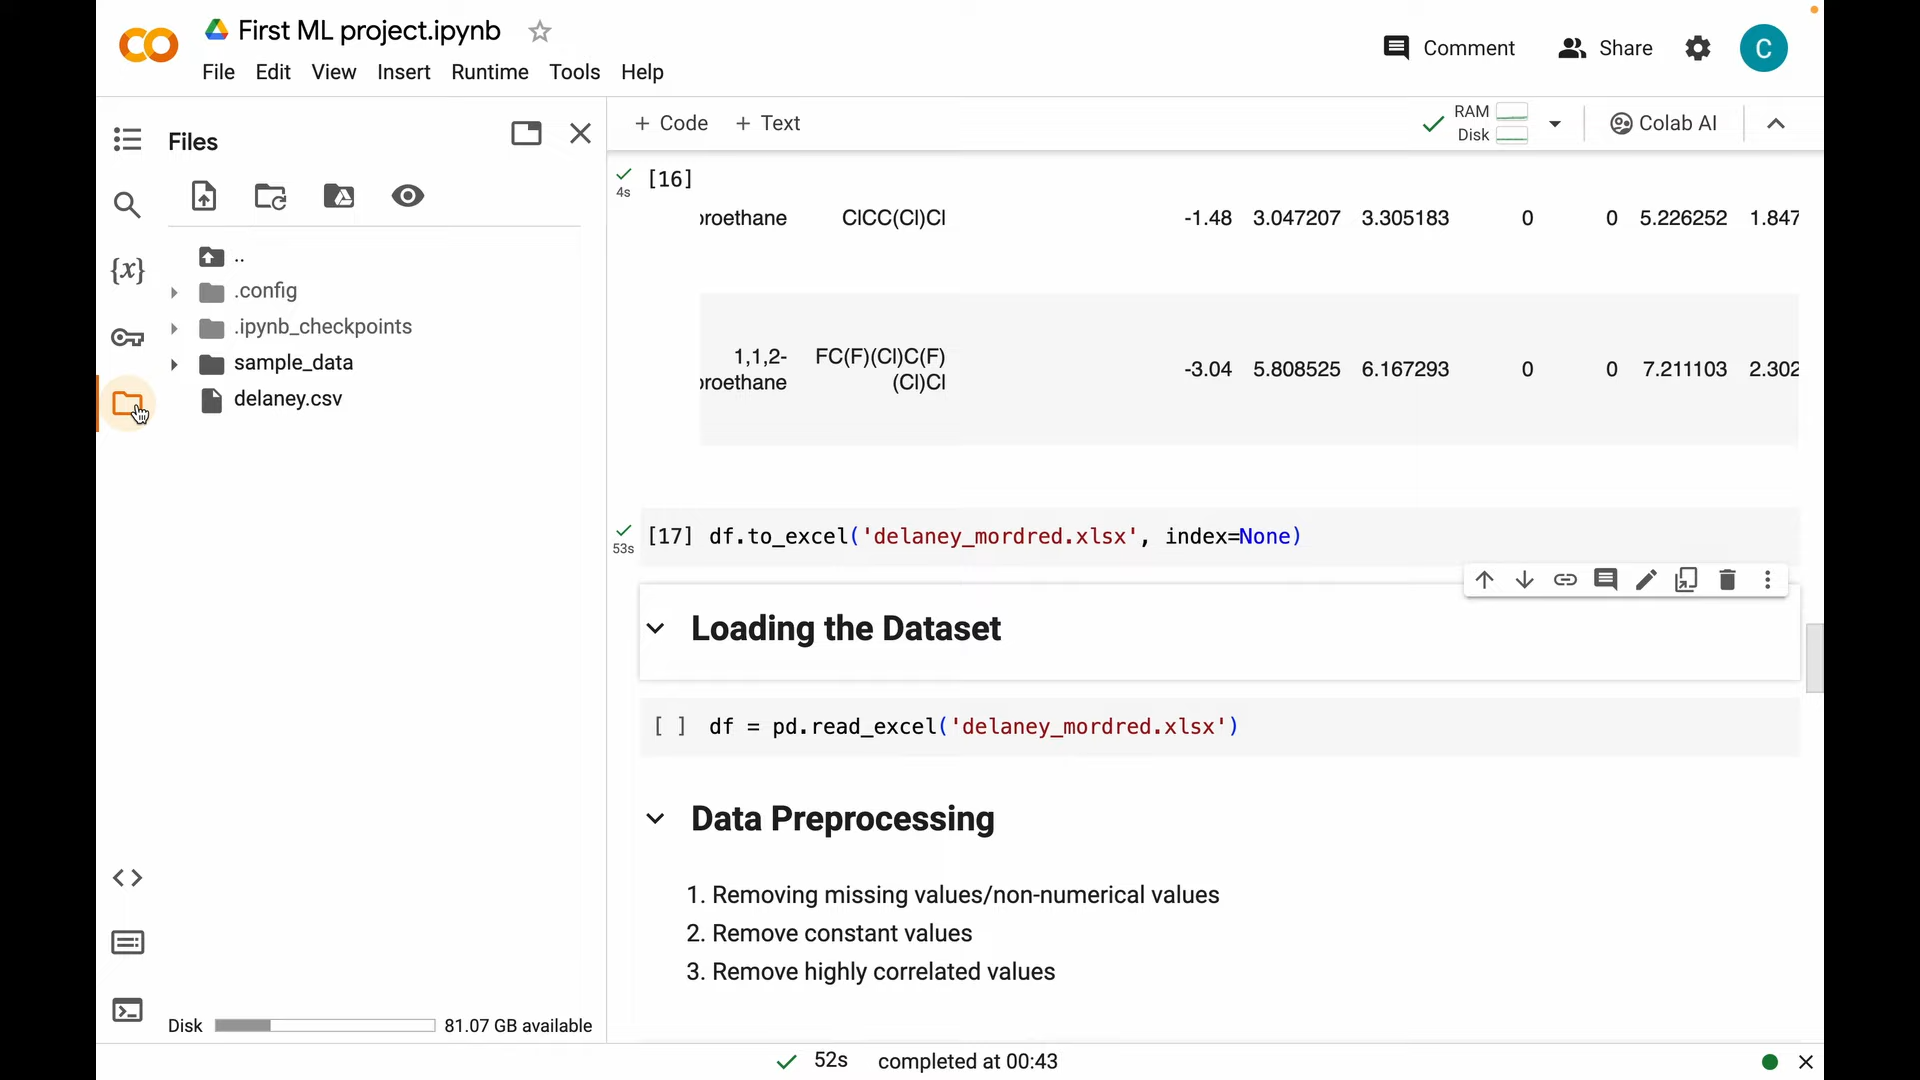 First ML project.ipynb
File Edit View Insert Runtime Tools Help
Comment Share C
Files
+ Code + Text
RAM
Disk
Colab AI
{x}
..
.config
.ipynb_checkpoints
sample_data
delaney.csv
[16]
4s
oroethane ClCC(Cl)Cl -1.48 3.047207 3.305183 0 0 5.226252 1.847
1,1,2- FC(F)(Cl)C(F)
oroethane (Cl)Cl -3.04 5.808525 6.167293 0 0 7.211103 2.302
[17] df.to_excel('delaney_mordred.xlsx', index=None)
53s
Loading the Dataset
[ ] df = pd.read_excel('delaney_mordred.xlsx')
Data Preprocessing
1. Removing missing values/non-numerical values
2. Remove constant values
3. Remove highly correlated values
Disk 81.07 GB available
52s completed at 00:43